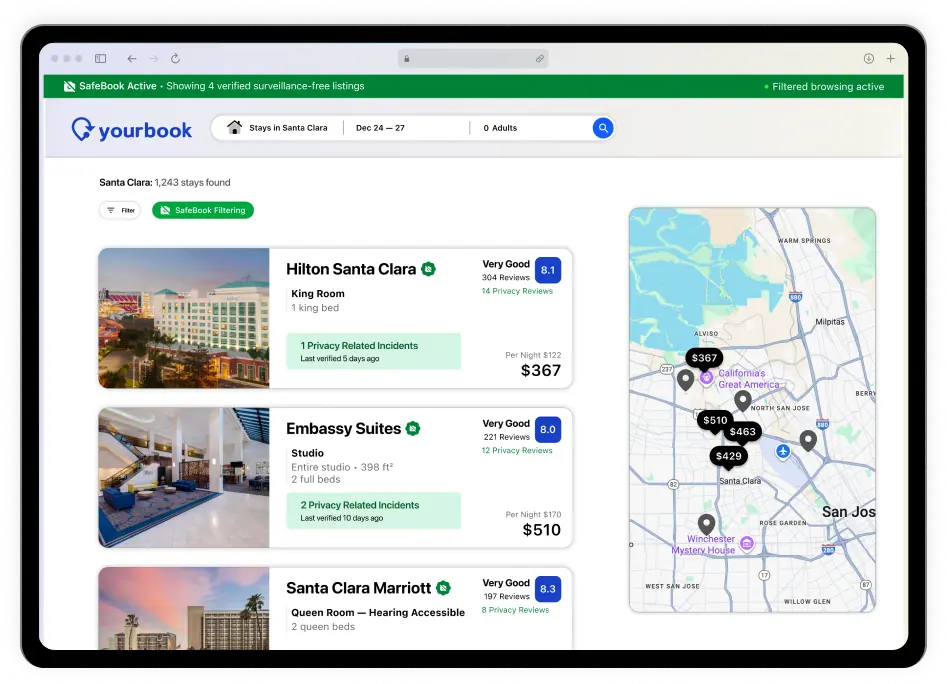 SafeBook Active • Showing 4 verified surveillance-free listings
• Filtered browsing active
yourbook
Stays in Santa Clara
Dec 24 — 27
0 Adults
Santa Clara: 1,243 stays found
Filter
SafeBook Filtering
Hilton Santa Clara
King Room
1 king bed
1 Privacy Related Incidents
Last verified 5 days ago
Very Good
304 Reviews
8.1
14 Privacy Reviews
Per Night $122
$367
Embassy Suites
Studio
Entire studio • 398 ft²
2 full beds
2 Privacy Related Incidents
Last verified 10 days ago
Very Good
221 Reviews
8.0
12 Privacy Reviews
Per Night $170
$510
Santa Clara Marriott
Queen Room — Hearing Accessible
2 queen beds
Very Good
197 Reviews
8.3
8 Privacy Reviews
WARM SPRINGS
880
Milpitas
ALVISO
$367
237
California's
Great America
BERRY
NORTH SAN JOSE
$510
880
$463
$429
82
Santa Clara
San Jos
ROSE GARDEN
Winchester
Mystery House
280
17
WEST SAN JOSE
87
WILLOW GLEN